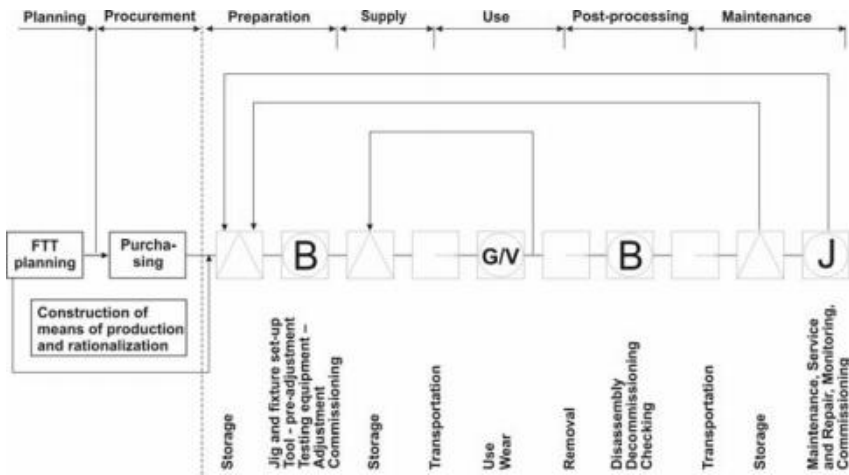 Planning
Procurement
Preparation
Supply
Use
Post-processing
Maintenance
FTT
planning
Purcha-
sing
B
G/V
B
J
Construction of
means of production
and rationalization
Storage
Jig and fixture set-up
Tool - pre-adjustment
Testing equipment –
Adjustment
Commissioning
Storage
Transportation
Use
Wear
Removal
Disassembly
Decommissioning
Checking
Transportation
Storage
Maintenance, Service
and Repair, Monitoring,
Commissioning